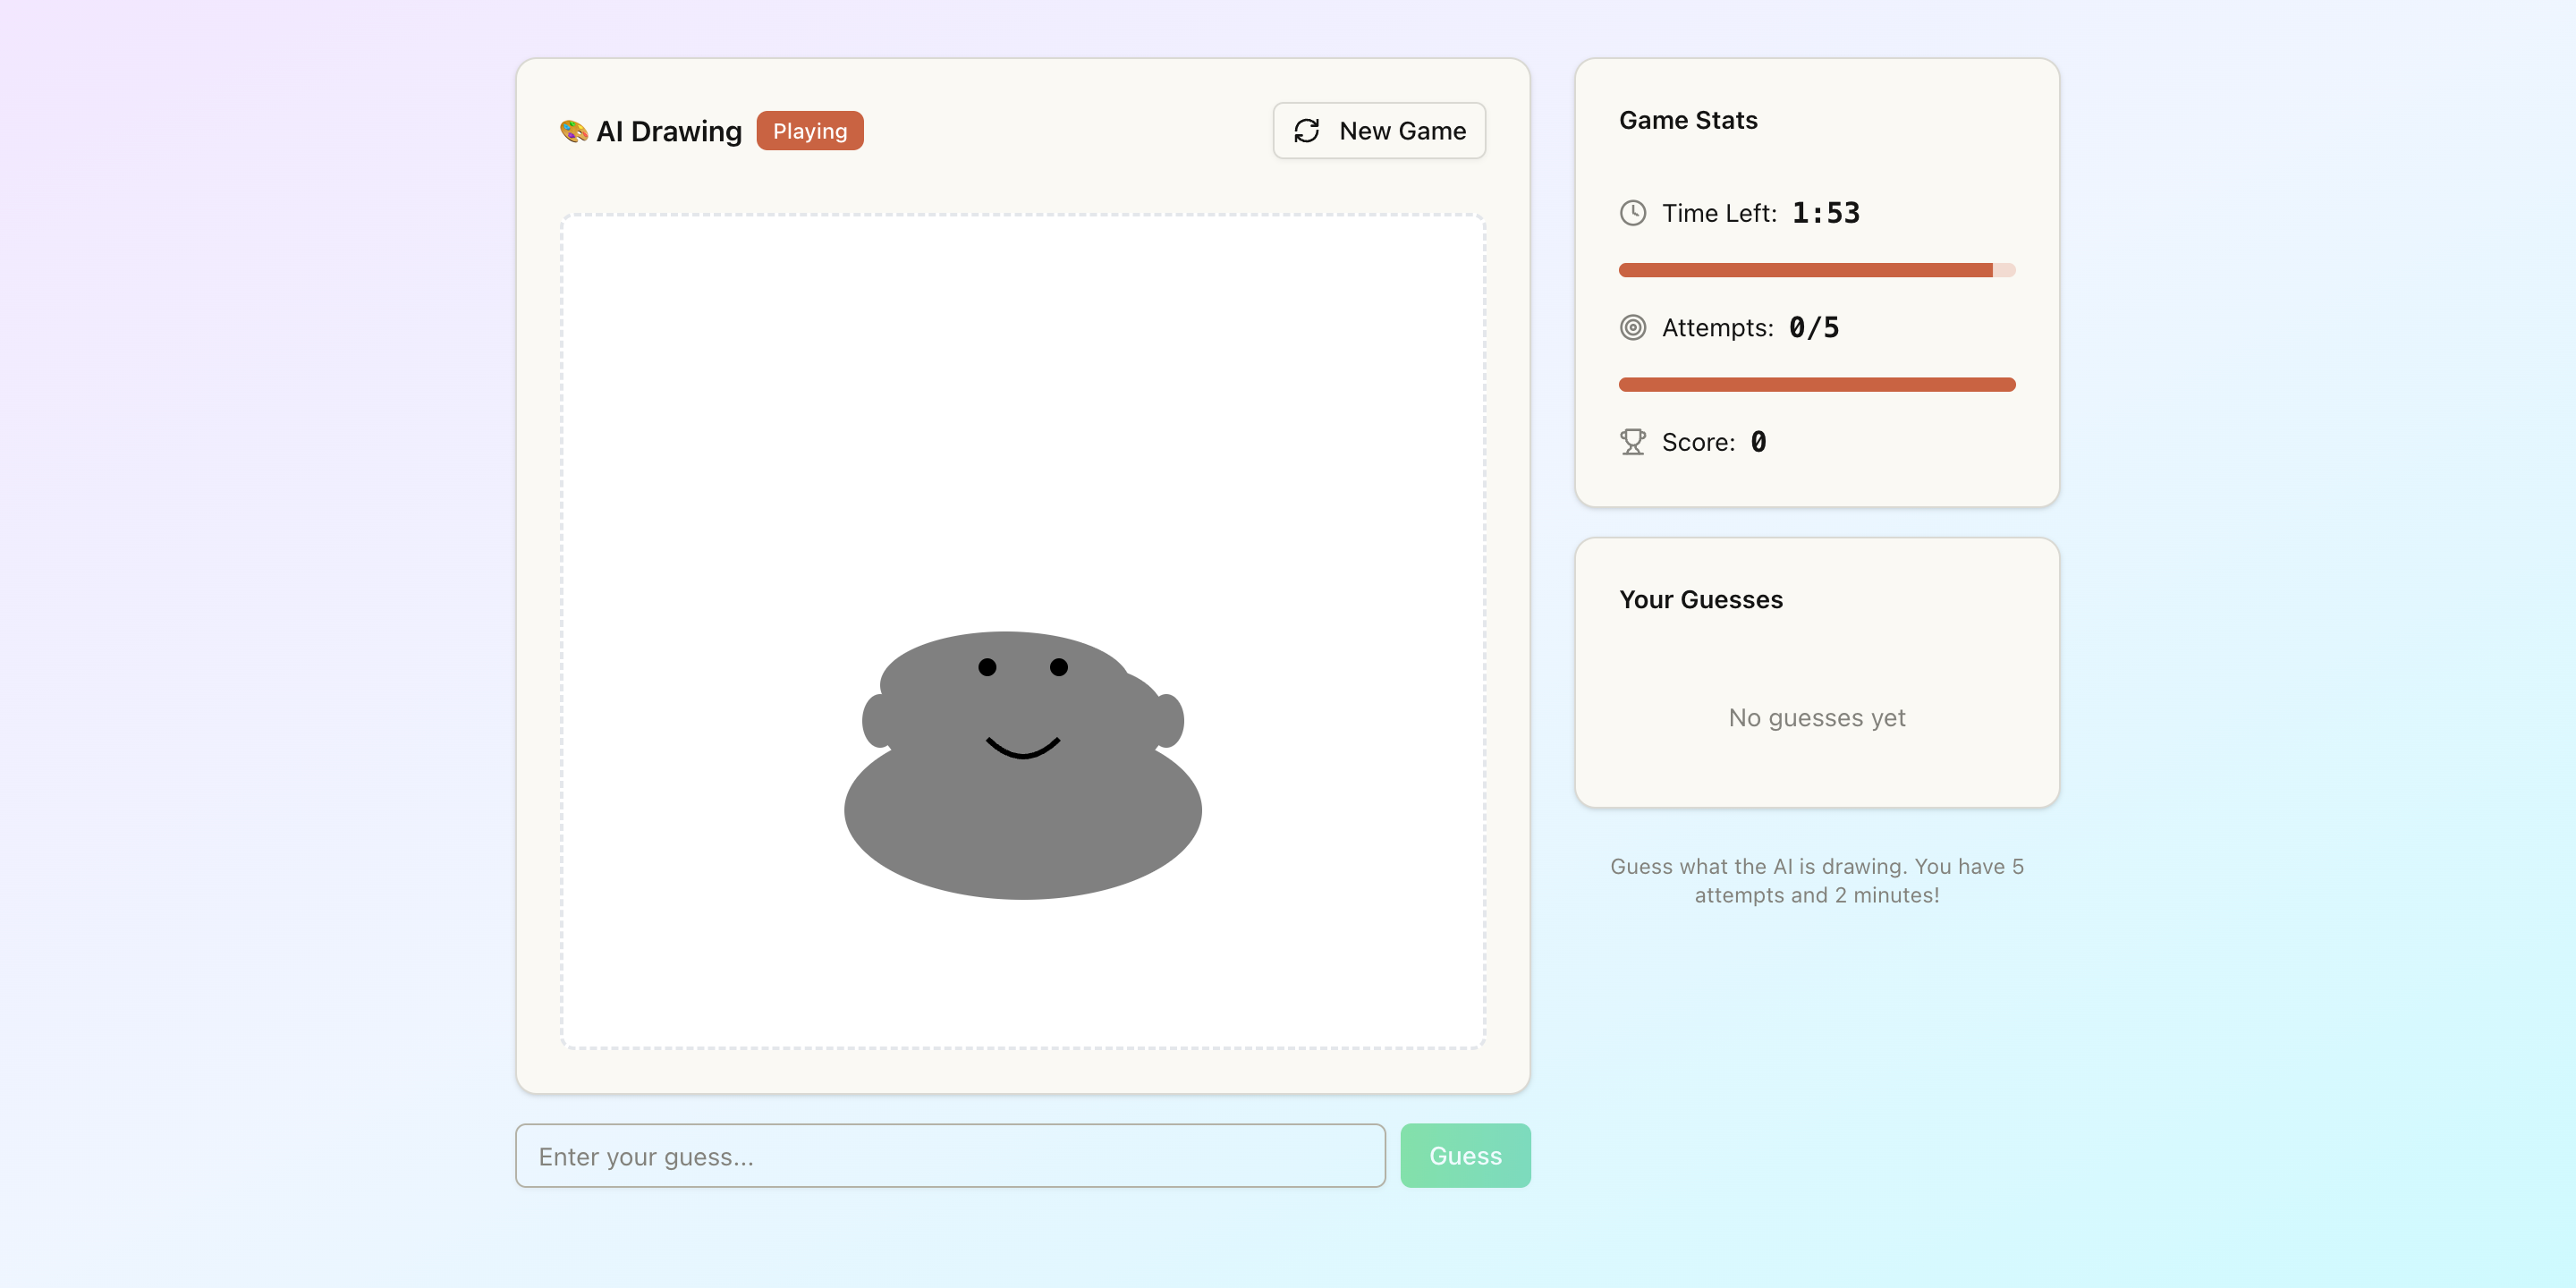 🎨 AI Drawing Playing New Game
Game Stats
Time Left: 1:53
Attempts: 0/5
Score: 0
Your Guesses
No guesses yet
Guess what the AI is drawing. You have 5
attempts and 2 minutes!
Enter your guess...
Guess